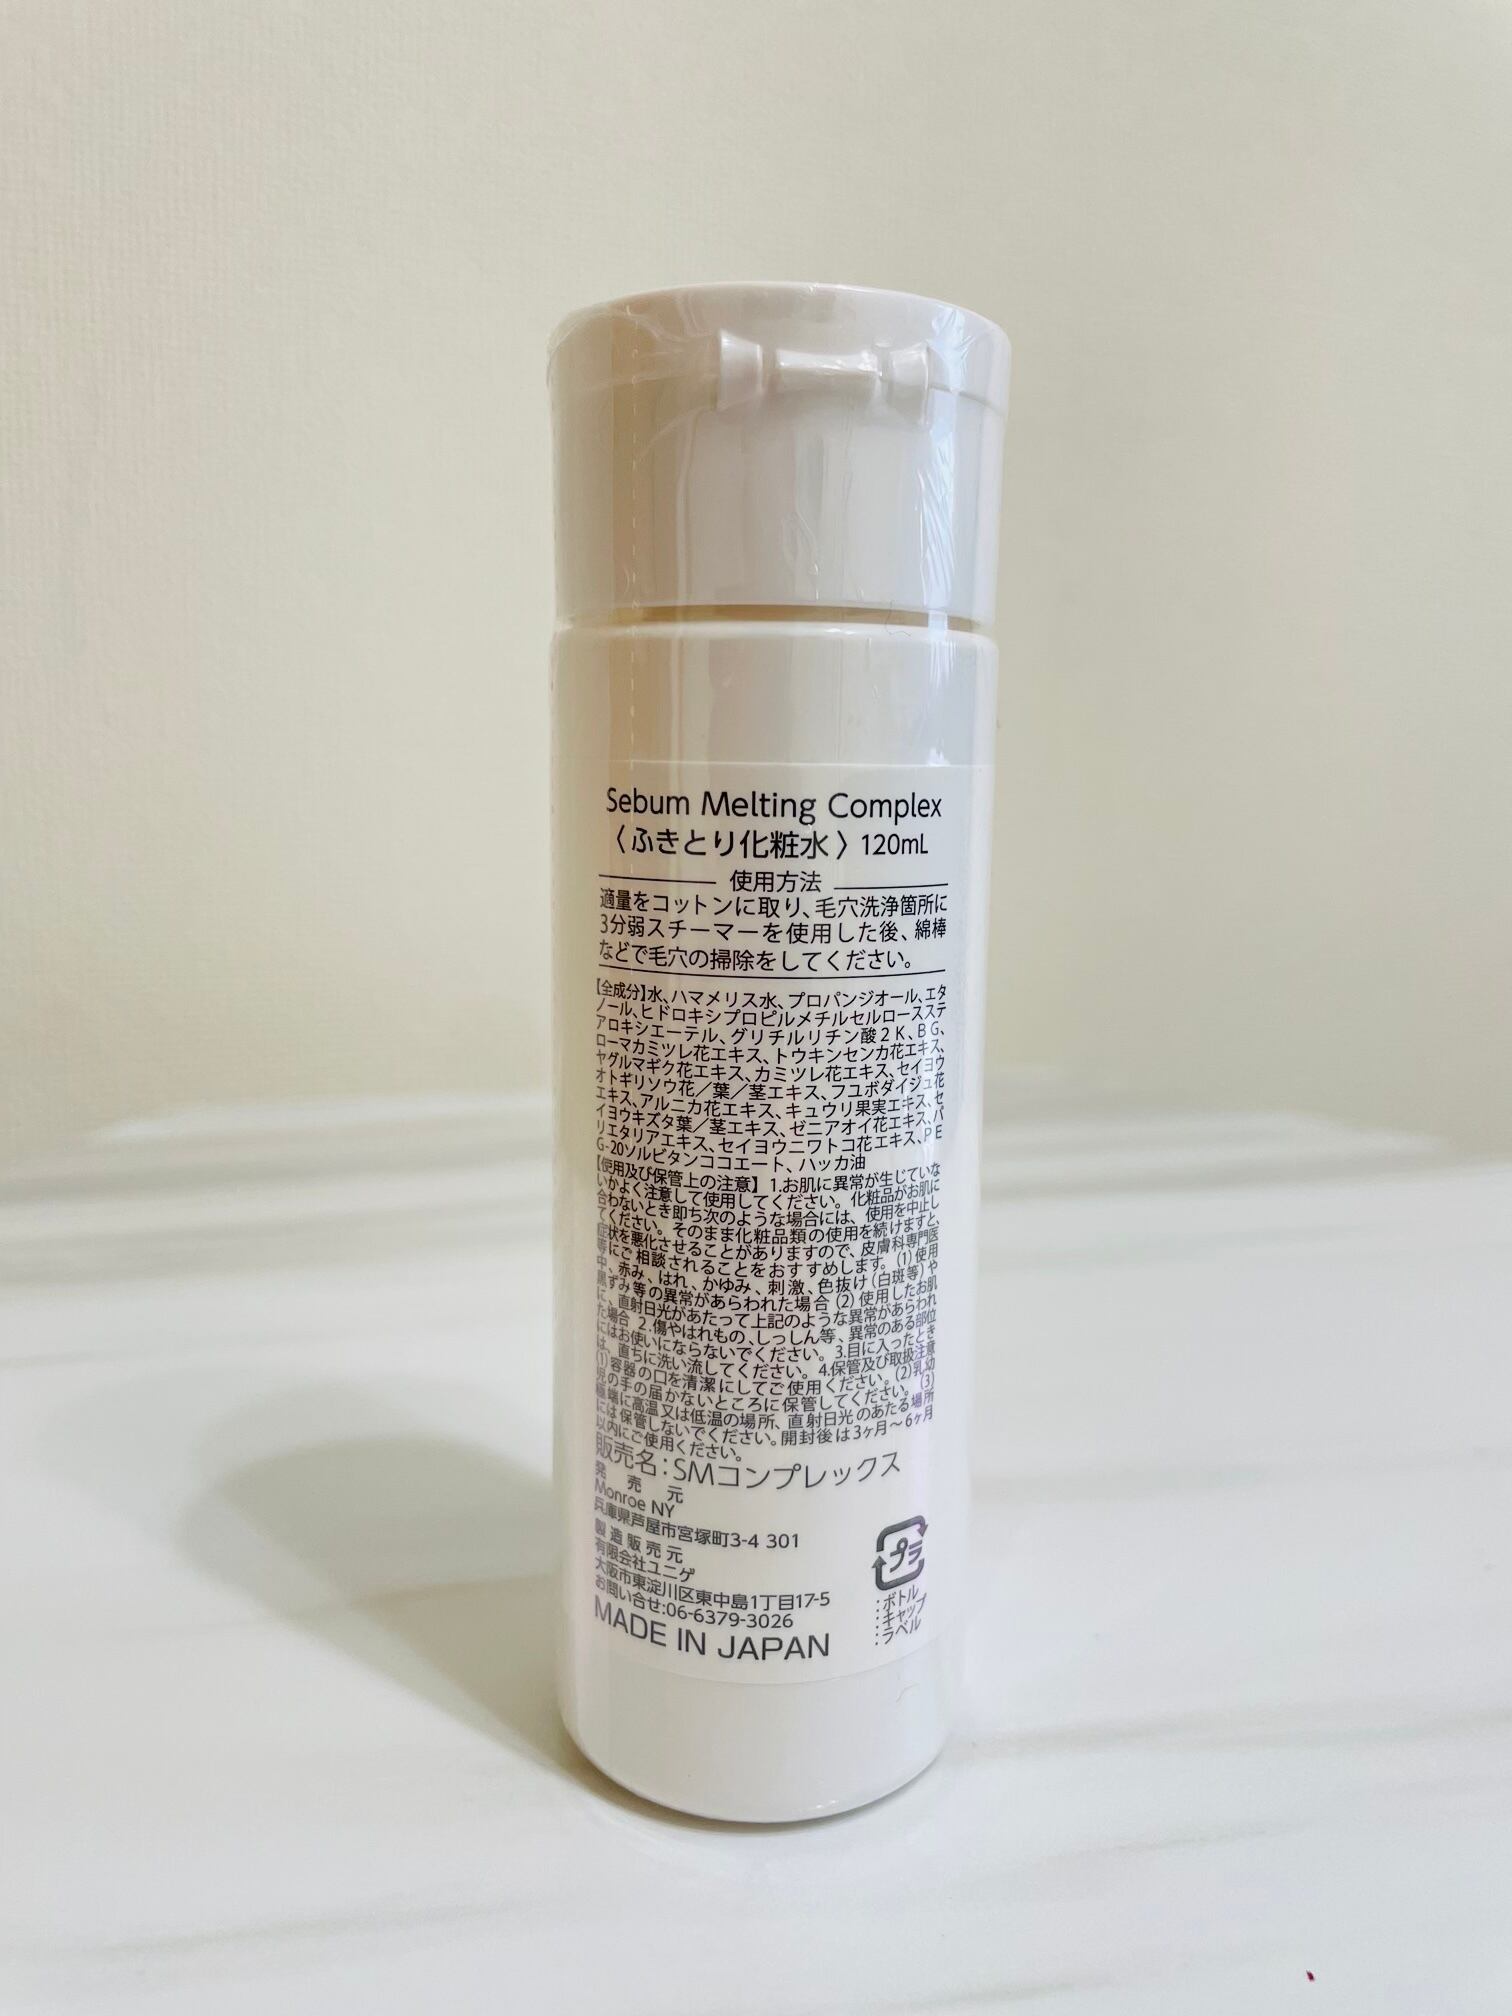 Sebum Melting Complex
〈ふきとり化粧水〉120mL
使用方法
適量をコットンに取り、毛穴洗浄箇所に
3分弱スチーマーを使用した後、綿棒
などで毛穴の掃除をしてください。
【全成分】水、ハマメリス水、プロパンジオール、エタ
ノール、ヒドロキシプロピルメチルセルロースステ
アロキシエーテル、グリチルリチン酸2K、BG、
ローマカミツレ花エキス、トウキンセンカ花エキス、
ヤグルマギク花エキス、カミツレ花エキス、セイヨウ
オトギリソウ花／葉／茎エキス、フユボダイジュ花
エキス、アルニカ花エキス、キュウリ果実エキス、セ
イヨウキズタ葉／茎エキス、ゼニアオイ花エキス、パ
リエタリアエキス、セイヨウニワトコ花エキス、PE
G-20ソルビタンココエート、ハッカ油
【使用及び保管上の注意】1.お肌に異常が生じていな
いかよく注意して使用してください。化粧品がお肌に
合わないとき即ち次のような場合には、使用を中止し
てください。そのまま化粧品類の使用を続けますと、
症状を悪化させることがありますので、皮膚科専門医
等にご相談されることをおすすめします。(1)使用
中、赤み、はれ、かゆみ、刺激、色抜け(白斑等)や
黒ずみ等の異常があらわれた場合(2)使用したお肌
に、直射日光があたって上記のような異常があらわれ
た場合 2.傷やはれもの、しっしん等、異常のある部位
にはお使いにならないでください。3.目に入ったとき
は、直ちに洗い流してください。4.保管及び取扱注意
(1)容器の口を清潔にしてご使用ください。(2)乳幼
児の手の届かないところに保管してください。(3)
極端に高温又は低温の場所、直射日光のあたる場所
には保管しないでください。開封後は3ヶ月～6ヶ月
以内にご使用ください。
販売名：SMコンプレックス
発売元
Monroe NY
兵庫県芦屋市宮塚町3-4 301
製造販売元
有限会社ユニゲ
大阪市東淀川区東中島1丁目17-5
お問い合せ:06-6379-3026
MADE IN JAPAN
プラ
：ボトル
：キャップ
：ラベル